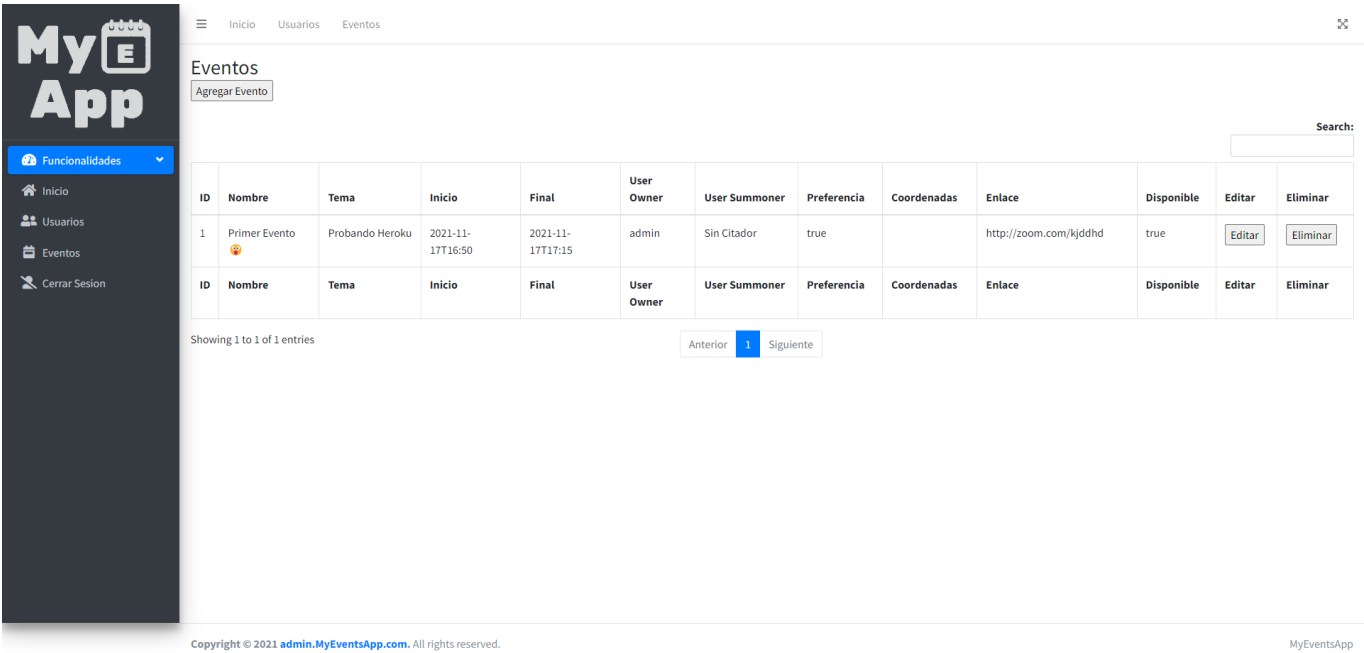 My E
App
Inicio Usuarios Eventos
Funcionalidades
Inicio
Usuarios
Eventos
Cerrar Sesion
Eventos
Agregar Evento
Search:
ID Nombre Tema Inicio Final User Owner User Summoner Preferencia Coordenadas Enlace Disponible Editar Eliminar
1 Primer Evento 😲 Probando Heroku 2021-11-17T16:50 2021-11-17T17:15 admin Sin Citador true http://zoom.com/kjddhd true Editar Eliminar
ID Nombre Tema Inicio Final User Owner User Summoner Preferencia Coordenadas Enlace Disponible Editar Eliminar
Showing 1 to 1 of 1 entries
Anterior 1 Siguiente
Copyright © 2021 admin.MyEventsApp.com. All rights reserved.
MyEventsApp